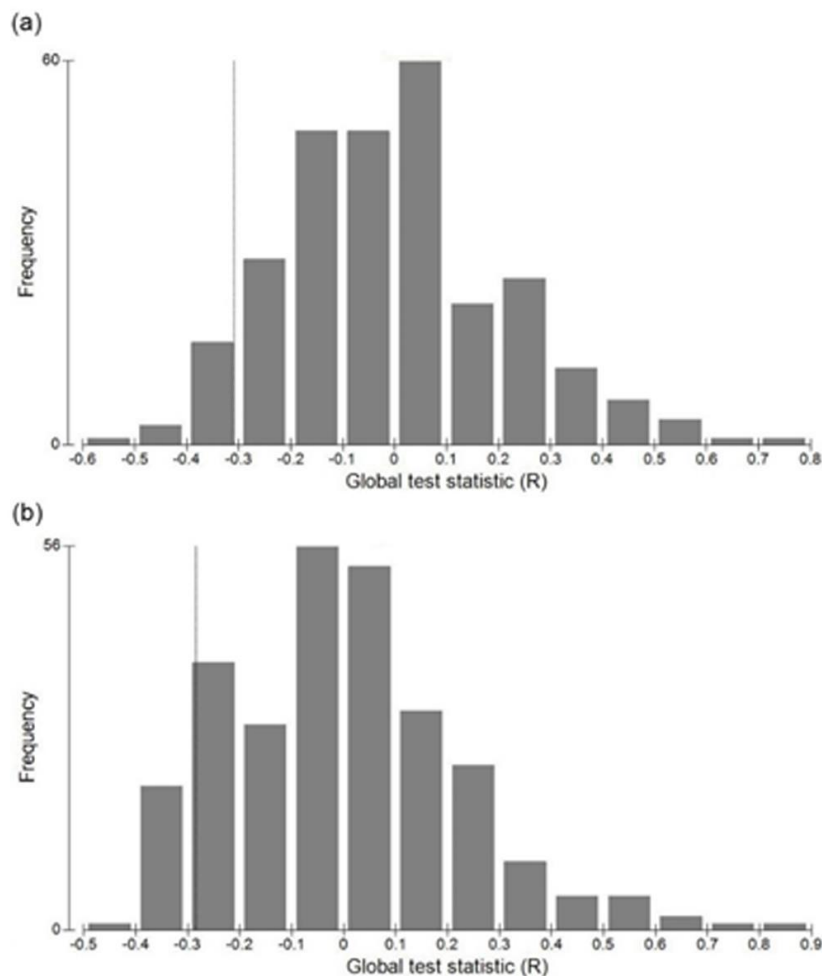 (a)
60
Frequency
0
-0.6 -0.5 -0.4 -0.3 -0.2 -0.1 0 0.1 0.2 0.3 0.4 0.5 0.6 0.7 0.8
Global test statistic (R)
(b)
56
Frequency
0
-0.5 -0.4 -0.3 -0.2 -0.1 0 0.1 0.2 0.3 0.4 0.5 0.6 0.7 0.8 0.9
Global test statistic (R)